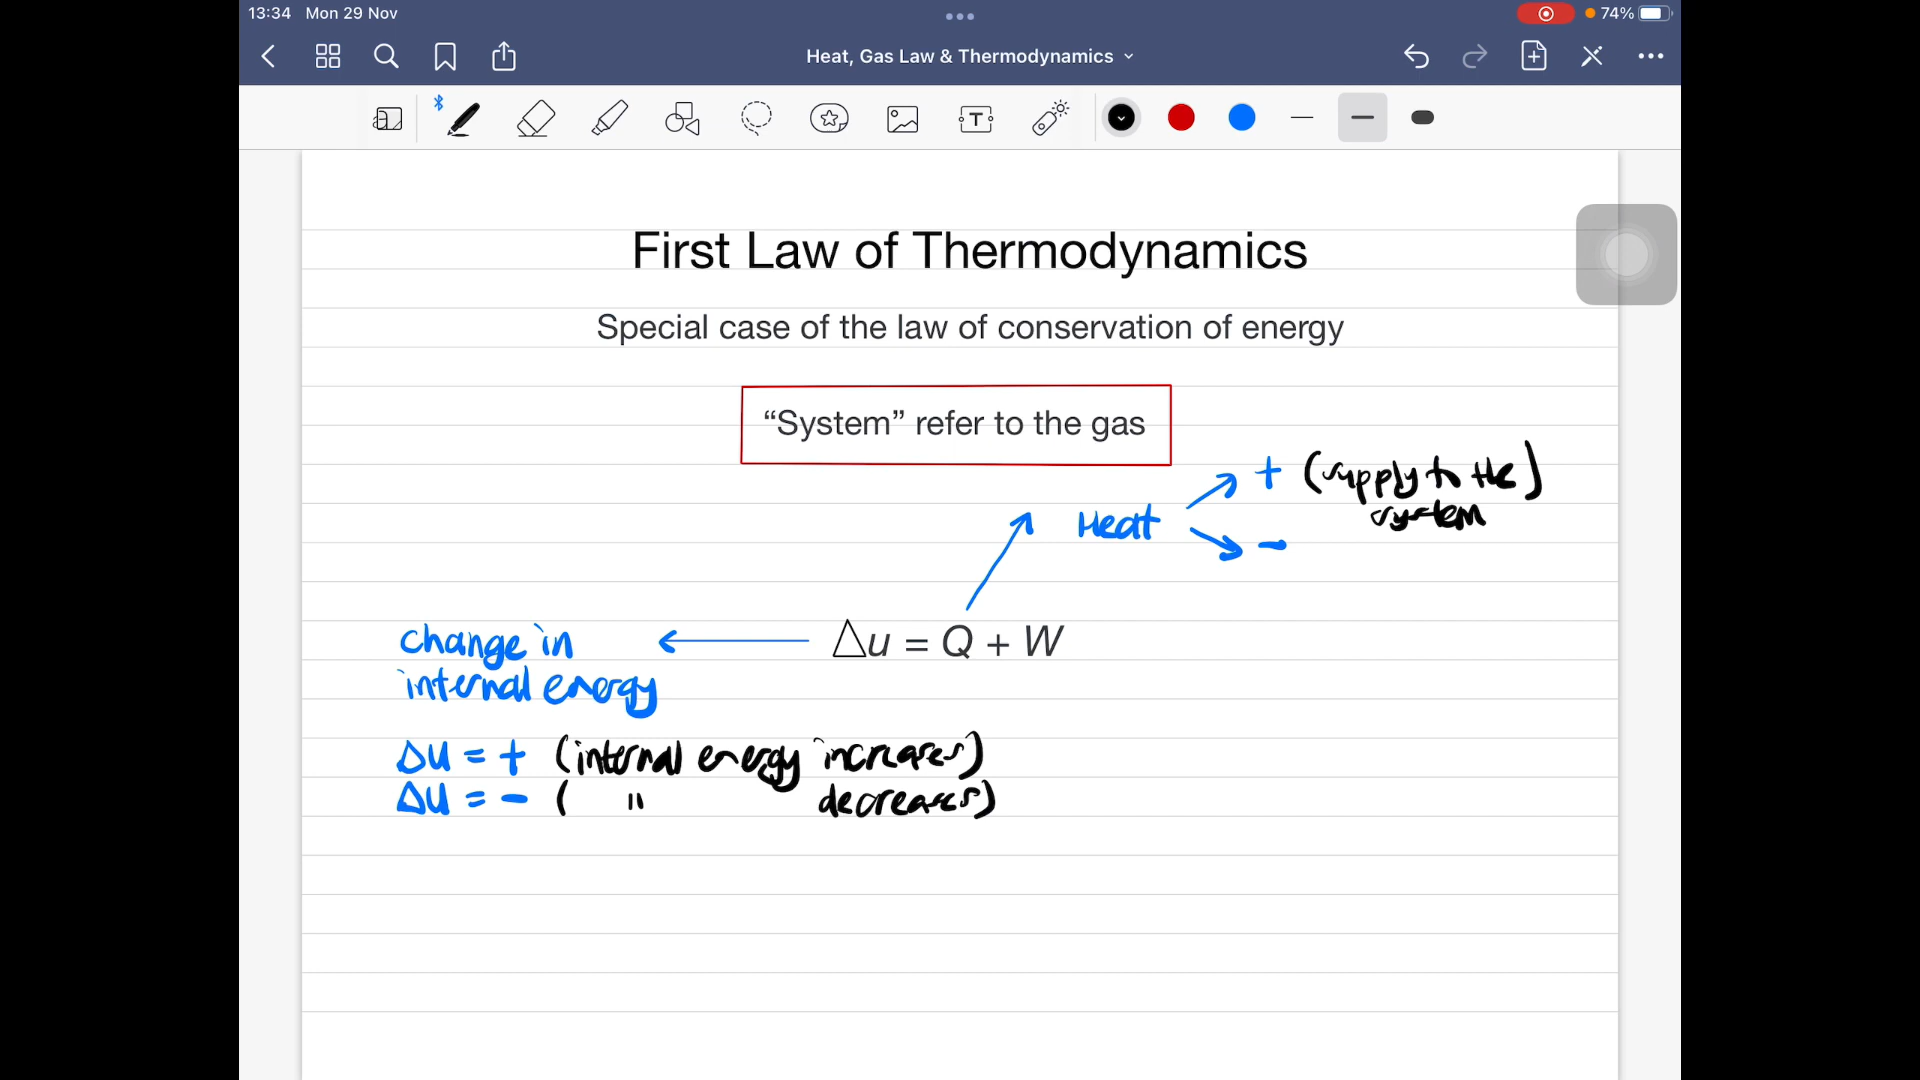 13:34 Mon 29 Nov
74%
Heat, Gas Law & Thermodynamics
First Law of Thermodynamics
Special case of the law of conservation of energy
“System” refer to the gas
+ (supply to the)
system
Heat
-
Δu = Q + W
change in
internal energy
ΔU = + (internal energy increases)
ΔU = - ( " decreases)